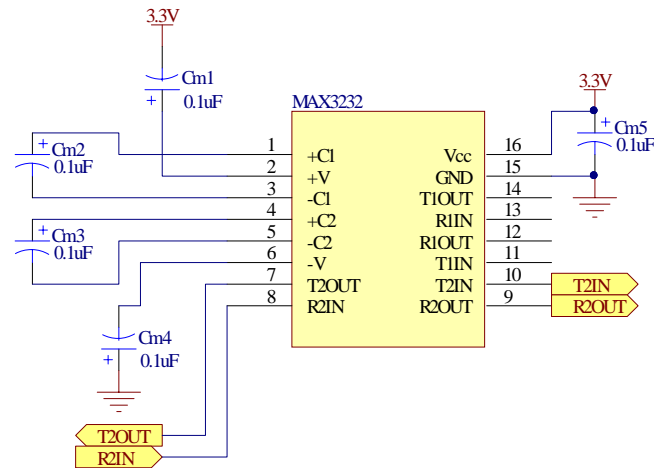 3.3V
Cm1
+ 0.1uF
3.3V
MAX3232
+ Cm5
0.1uF
+ Cm2
0.1uF
1 +C1 Vcc 16
2 +V GND 15
3 -C1 T1OUT 14
4 +C2 R1IN 13
5 -C2 R1OUT 12
6 -V T1IN 11
7 T2OUT T2IN 10 T2IN
8 R2IN R2OUT 9 R2OUT
+ Cm3
0.1uF
Cm4
+ 0.1uF
T2OUT
R2IN